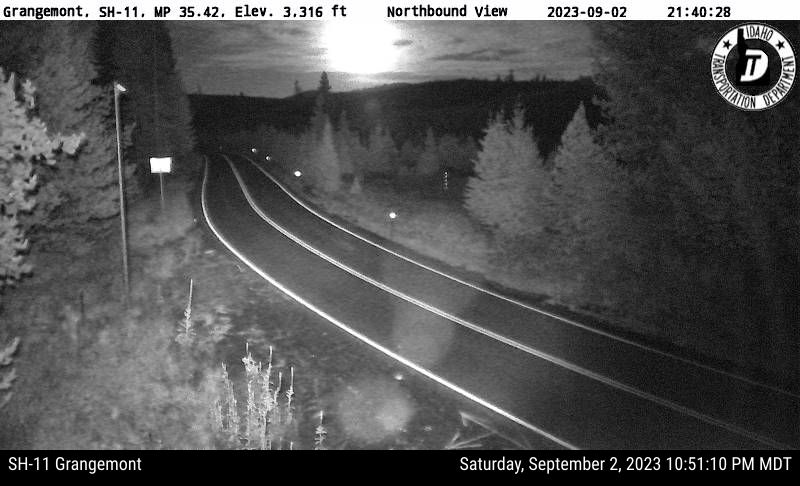 Grangemont, SH-11, MP 35.42, Elev. 3,316 ft Northbound View 2023-09-02 21:40:28
IDAHO
TRANSPORTATION DEPARTMENT
SH-11 Grangemont Saturday, September 2, 2023 10:51:10 PM MDT